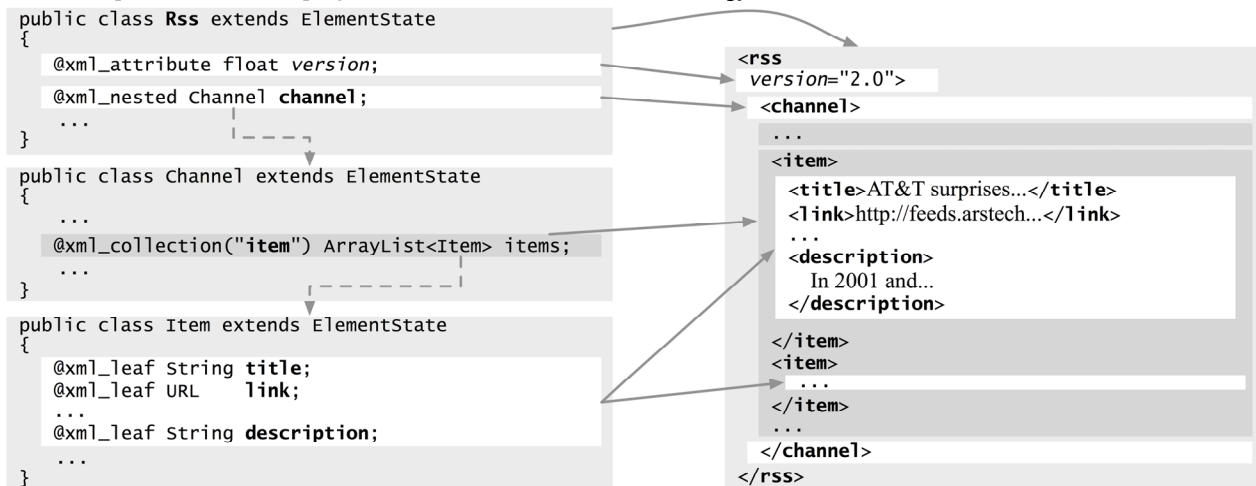 public class Rss extends ElementState
{
@xml_attribute float version;
@xml_nested Channel channel;
...
}
public class Channel extends ElementState
{
...
@xml_collection("item") ArrayList<Item> items;
...
}
public class Item extends ElementState
{
@xml_leaf String title;
@xml_leaf URL link;
...
@xml_leaf String description;
...
}
<rss
version="2.0">
<channel>
...
<item>
<title>AT&T surprises...</title>
<link>http://feeds.arstech...</link>
...
<description>
In 2001 and...
</description>
</item>
<item>
...
</item>
...
</channel>
</rss>